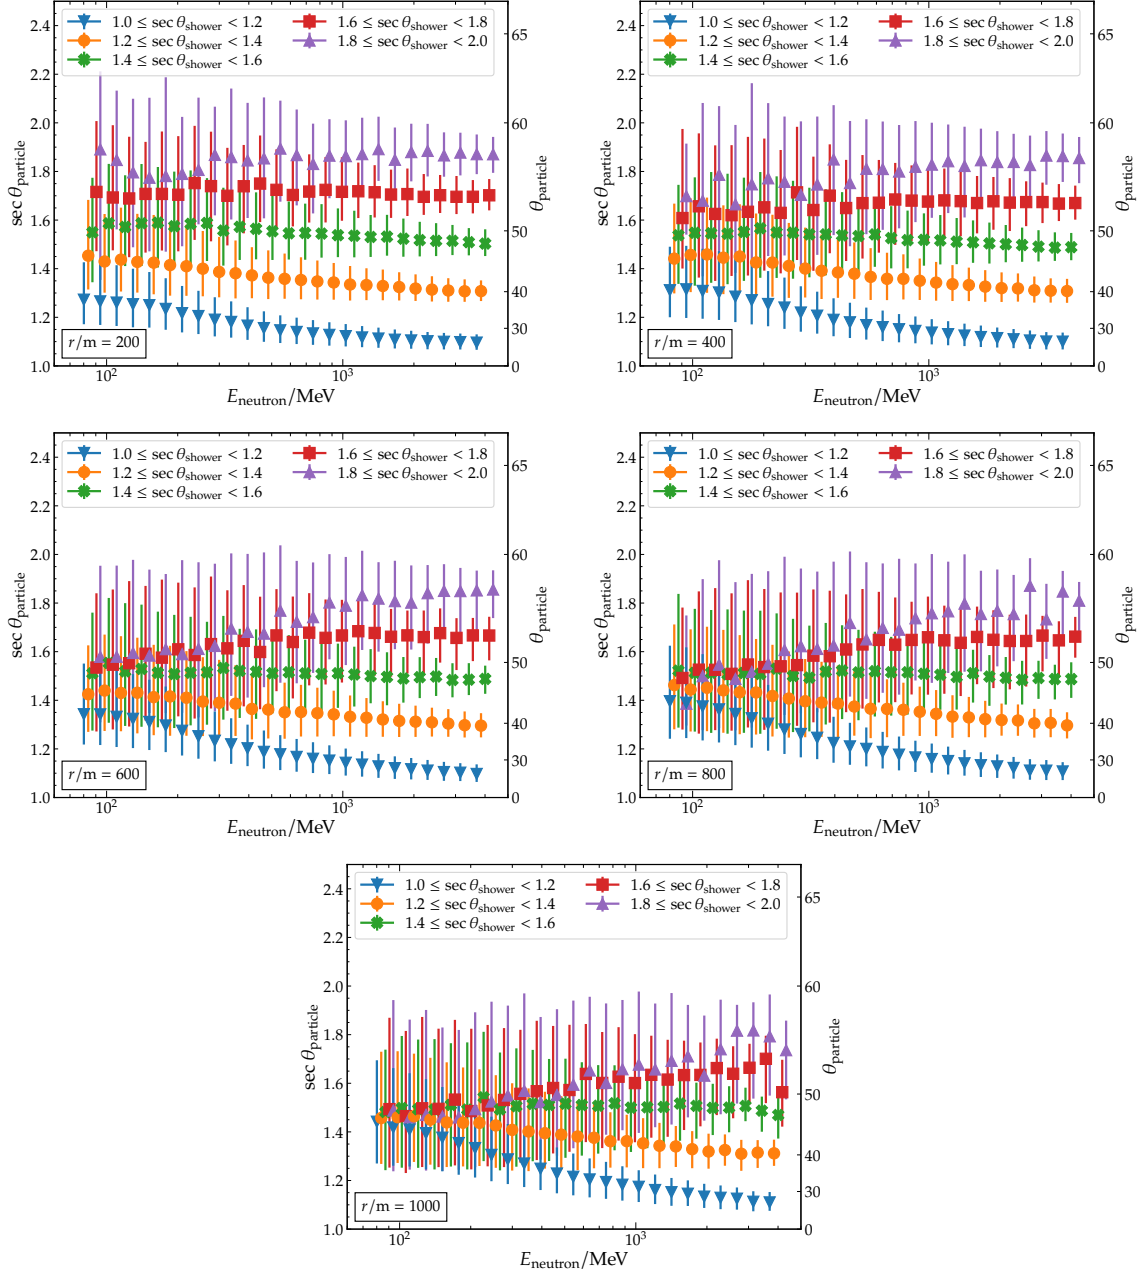 1.0 ≤ sec θshower < 1.2
1.2 ≤ sec θshower < 1.4
1.4 ≤ sec θshower < 1.6
1.6 ≤ sec θshower < 1.8
1.8 ≤ sec θshower < 2.0
2.4
2.2
2.0
1.8
1.6
1.4
1.2
1.0
sec θparticle
65
60
50
40
30
0
θparticle
r/m = 200
10²
10³
Eneutron/MeV
1.0 ≤ sec θshower < 1.2
1.2 ≤ sec θshower < 1.4
1.4 ≤ sec θshower < 1.6
1.6 ≤ sec θshower < 1.8
1.8 ≤ sec θshower < 2.0
2.4
2.2
2.0
1.8
1.6
1.4
1.2
1.0
sec θparticle
65
60
50
40
30
0
θparticle
r/m = 400
10²
10³
Eneutron/MeV
1.0 ≤ sec θshower < 1.2
1.2 ≤ sec θshower < 1.4
1.4 ≤ sec θshower < 1.6
1.6 ≤ sec θshower < 1.8
1.8 ≤ sec θshower < 2.0
2.4
2.2
2.0
1.8
1.6
1.4
1.2
1.0
sec θparticle
65
60
50
40
30
0
θparticle
r/m = 600
10²
10³
Eneutron/MeV
1.0 ≤ sec θshower < 1.2
1.2 ≤ sec θshower < 1.4
1.4 ≤ sec θshower < 1.6
1.6 ≤ sec θshower < 1.8
1.8 ≤ sec θshower < 2.0
2.4
2.2
2.0
1.8
1.6
1.4
1.2
1.0
sec θparticle
65
60
50
40
30
0
θparticle
r/m = 800
10²
10³
Eneutron/MeV
1.0 ≤ sec θshower < 1.2
1.2 ≤ sec θshower < 1.4
1.4 ≤ sec θshower < 1.6
1.6 ≤ sec θshower < 1.8
1.8 ≤ sec θshower < 2.0
2.4
2.2
2.0
1.8
1.6
1.4
1.2
1.0
sec θparticle
65
60
50
40
30
0
θparticle
r/m = 1000
10²
10³
Eneutron/MeV